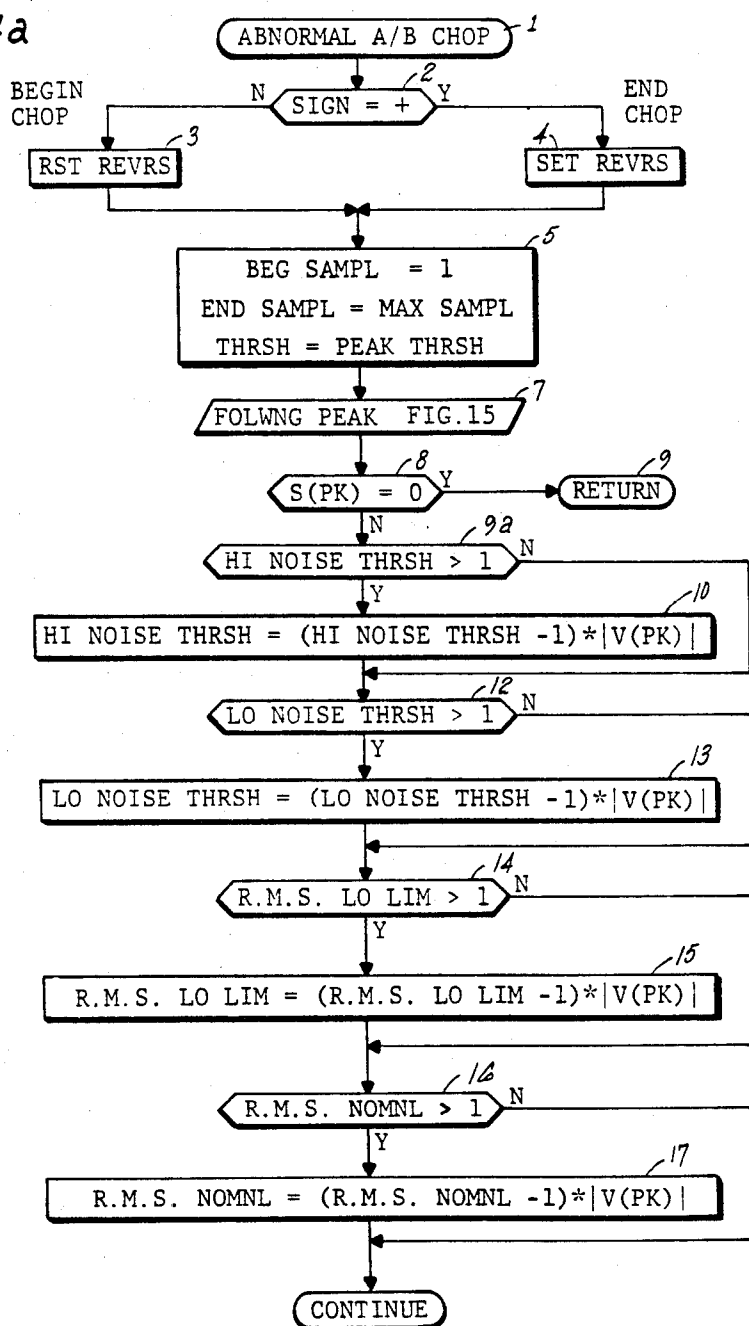 a
ABNORMAL A/B CHOP 1
2
BEGIN CHOP
N SIGN = + Y
END CHOP
3
RST REVRS
4
SET REVRS
5
BEG SAMPL = 1
END SAMPL = MAX SAMPL
THRSH = PEAK THRSH
7
FOLWNG PEAK FIG.15
8
S(PK) = 0 Y
9
RETURN
N
9a
HI NOISE THRSH > 1 N
Y
10
HI NOISE THRSH = (HI NOISE THRSH -1)*|V(PK)|
12
LO NOISE THRSH > 1 N
Y
13
LO NOISE THRSH = (LO NOISE THRSH -1)*|V(PK)|
14
R.M.S. LO LIM > 1 N
Y
15
R.M.S. LO LIM = (R.M.S. LO LIM -1)*|V(PK)|
16
R.M.S. NOMNL > 1 N
Y
17
R.M.S. NOMNL = (R.M.S. NOMNL -1)*|V(PK)|
CONTINUE